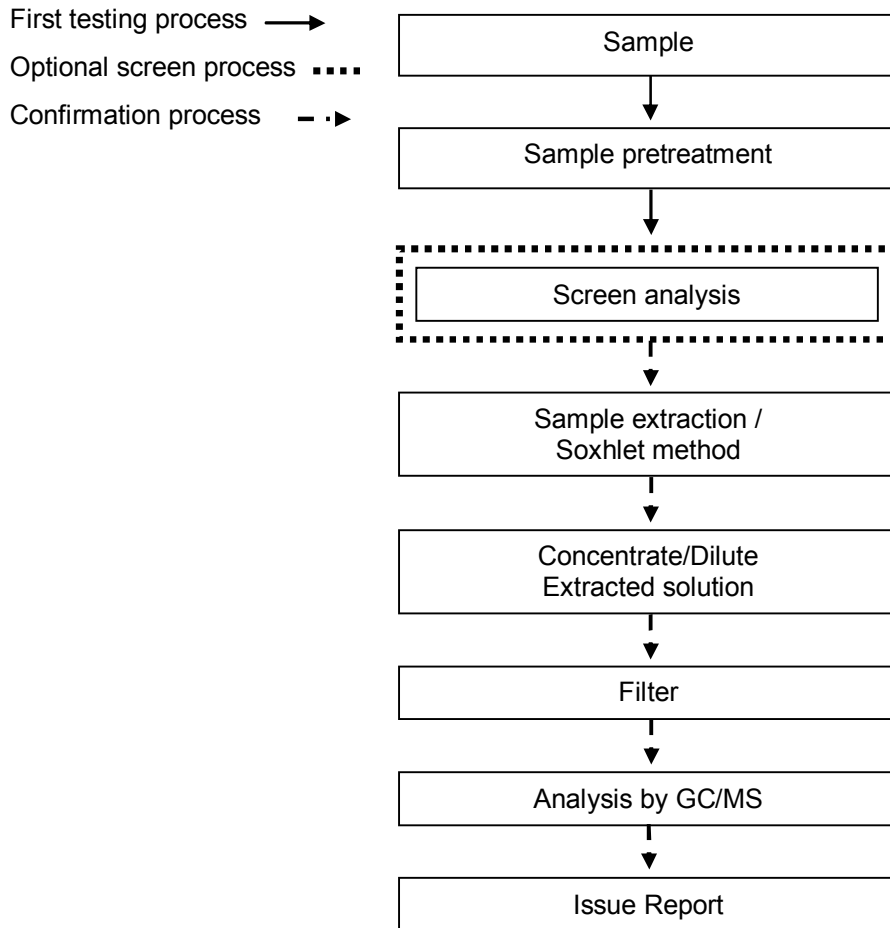 First testing process
Optional screen process
Confirmation process
Sample
Sample pretreatment
Screen analysis
Sample extraction /
Soxhlet method
Concentrate/Dilute
Extracted solution
Filter
Analysis by GC/MS
Issue Report